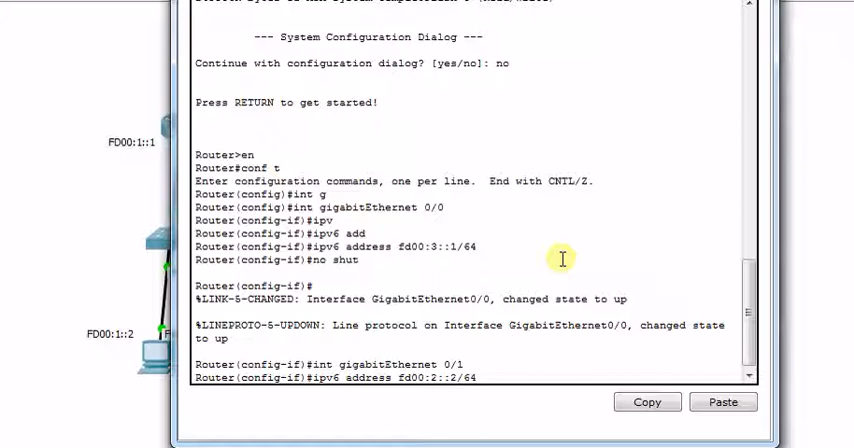 --- System Configuration Dialog ---
Continue with configuration dialog? [yes/no]: no
Press RETURN to get started!
Router>en
Router#conf t
Enter configuration commands, one per line.  End with CNTL/Z.
Router(config)#int g
Router(config)#int gigabitEthernet 0/0
Router(config-if)#ipv
Router(config-if)#ipv6 add
Router(config-if)#ipv6 address fd00:3::1/64
Router(config-if)#no shut
Router(config-if)#
%LINK-5-CHANGED: Interface GigabitEthernet0/0, changed state to up
%LINEPROTO-5-UPDOWN: Line protocol on Interface GigabitEthernet0/0, changed state
to up
Router(config-if)#int gigabitEthernet 0/1
Router(config-if)#ipv6 address fd00:2::2/64
Copy
Paste
FD00:1::1
FD00:1::2